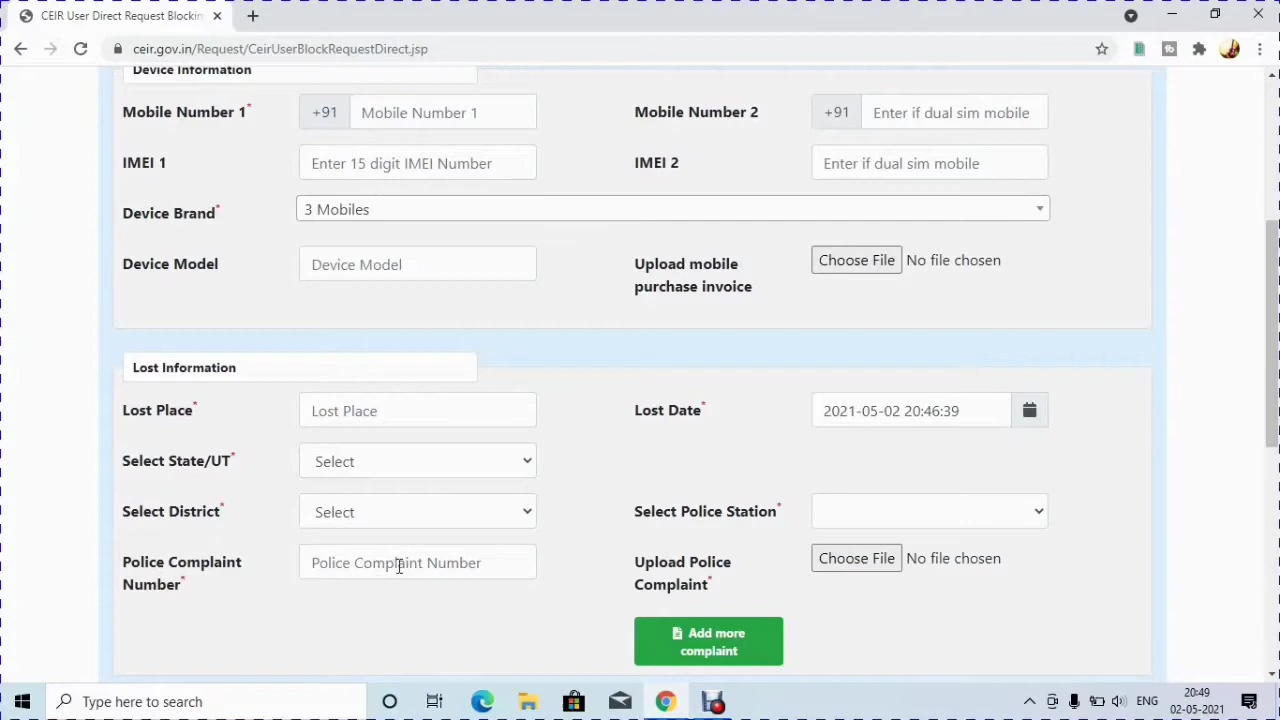 CEIR User Direct Request Blockin
ceir.gov.in/Request/CeirUserBlockRequestDirect.jsp
Device Information
Mobile Number 1* +91 Mobile Number 1 Mobile Number 2 +91 Enter if dual sim mobile
IMEI 1 Enter 15 digit IMEI Number IMEI 2 Enter if dual sim mobile
Device Brand* 3 Mobiles
Device Model Device Model Upload mobile purchase invoice Choose File No file chosen
Lost Information
Lost Place* Lost Place Lost Date* 2021-05-02 20:46:39
Select State/UT* Select
Select District* Select Select Police Station*
Police Complaint Number* Police Complaint Number Upload Police Complaint* Choose File No file chosen
Add more
complaint
Type here to search ENG 20:49
02-05-2021